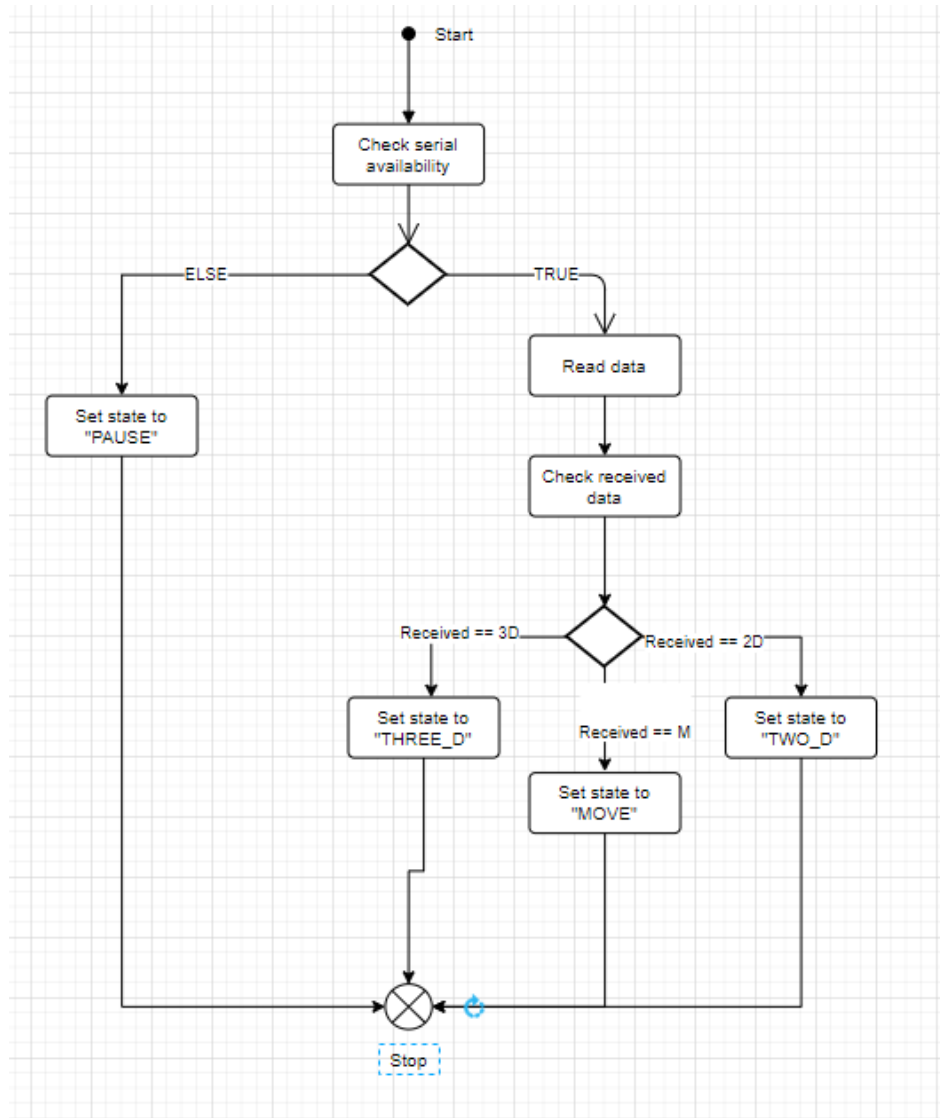 Start
Check serial
availability
ELSE
TRUE
Read data
Set state to
"PAUSE"
Check received
data
Received == 3D
Received == 2D
Set state to
"THREE_D"
Received == M
Set state to
"TWO_D"
Set state to
"MOVE"
Stop